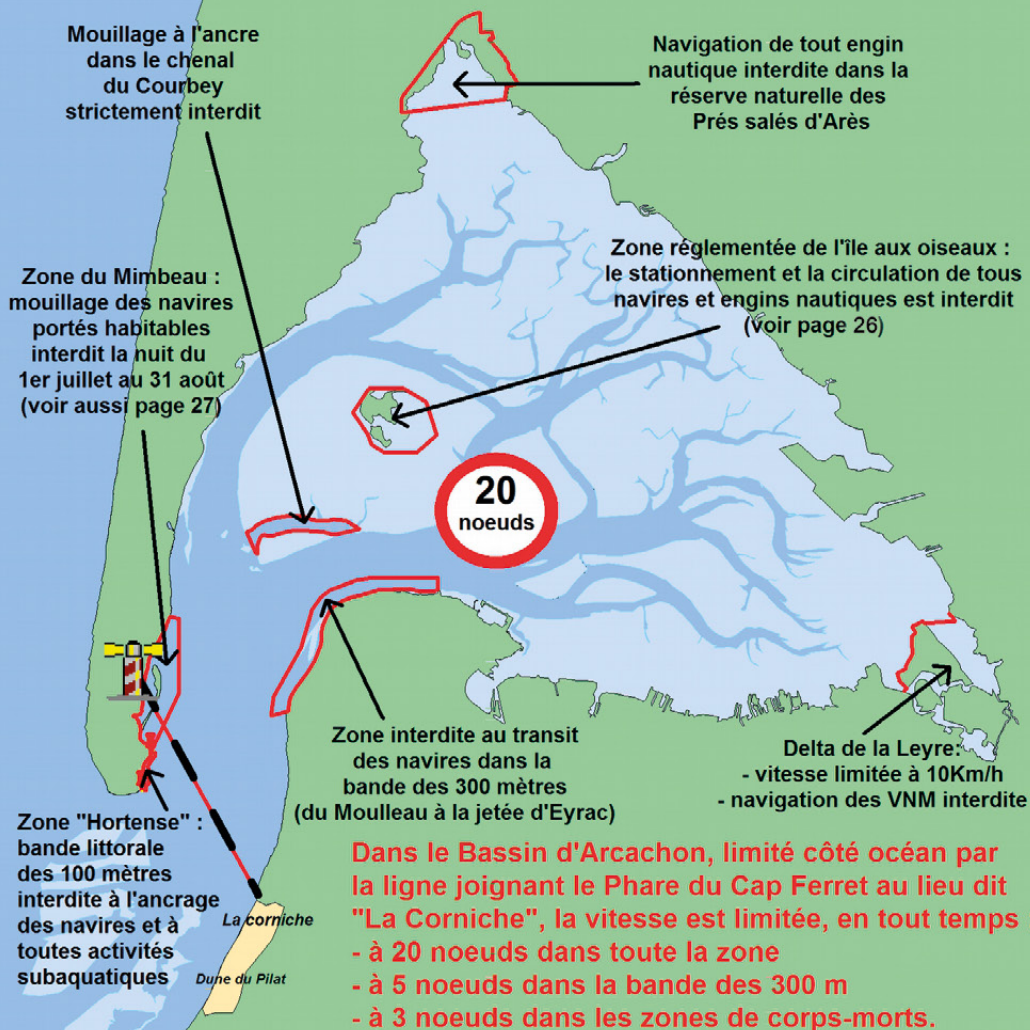 Mouillage à l'ancre
dans le chenal
du Courbey
strictement interdit
Navigation de tout engin
nautique interdite dans la
réserve naturelle des
Prés salés d'Arès
Zone réglementée de l'île aux oiseaux :
le stationnement et la circulation de tous
navires et engins nautiques est interdit
(voir page 26)
Zone du Mimbeau :
mouillage des navires
portés habitables
interdit la nuit du
1er juillet au 31 août
(voir aussi page 27)
20
noeuds
Zone interdite au transit
des navires dans la
bande des 300 mètres
(du Moulleau à la jetée d'Eyrac)
Delta de la Leyre:
- vitesse limitée à 10Km/h
- navigation des VNM interdite
Zone "Hortense" :
bande littorale
des 100 mètres
interdite à l'ancrage
des navires et à
toutes activités
subaquatiques
La corniche
Dune du Pilat
Dans le Bassin d'Arcachon, limité côté océan par
la ligne joignant le Phare du Cap Ferret au lieu dit
"La Corniche", la vitesse est limitée, en tout temps
- à 20 noeuds dans toute la zone
- à 5 noeuds dans la bande des 300 m
- à 3 noeuds dans les zones de corps-morts.